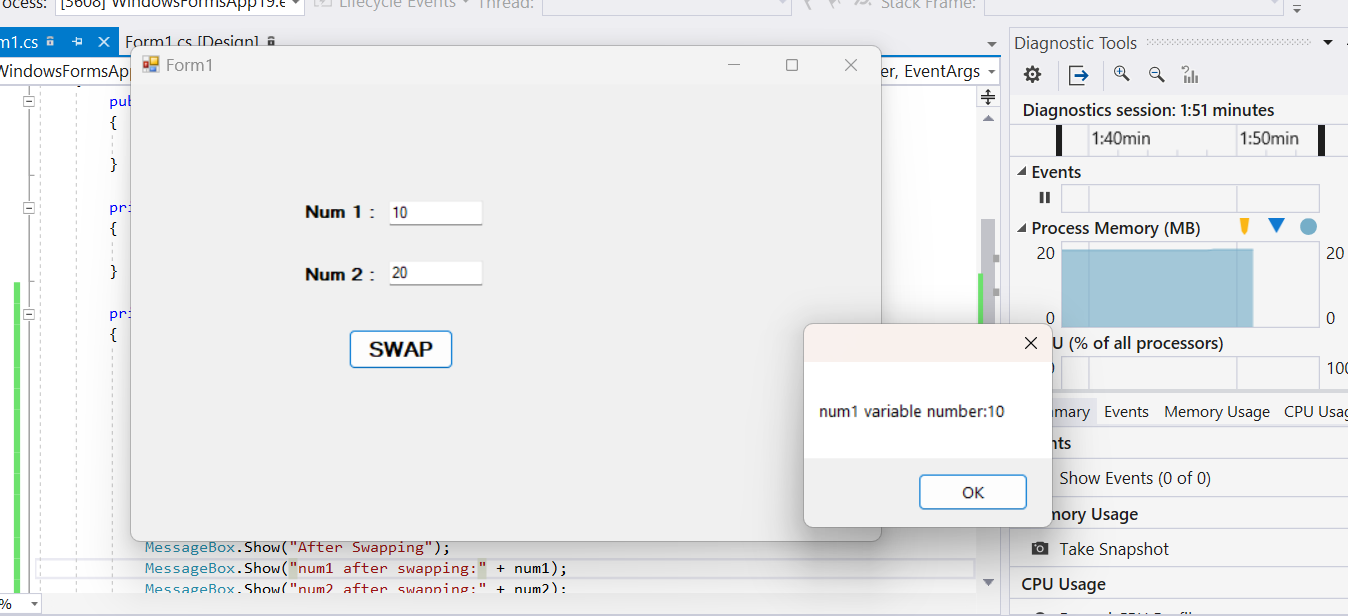 ocess: [3608] WindowsFormsApp19.e Lifecycle Events Thread: Stack Frame:
m1.cs Form1.cs [Design]
WindowsFormsApp er, EventArgs
Form1
pub
{
}
pri
{
}
pri
{
Num 1 : 10
Num 2 : 20
SWAP
num1 variable number:10
OK
MessageBox.Show("After Swapping");
MessageBox.Show("num1 after swapping:" + num1);
MessageBox.Show("num2 after swapping:" + num2);
%
Diagnostic Tools
Diagnostics session: 1:51 minutes
1:40min 1:50min
Events
Process Memory (MB)
20 20
0 0
U (% of all processors)
0 100
mary Events Memory Usage CPU Usag
nts
Show Events (0 of 0)
mory Usage
Take Snapshot
CPU Usage